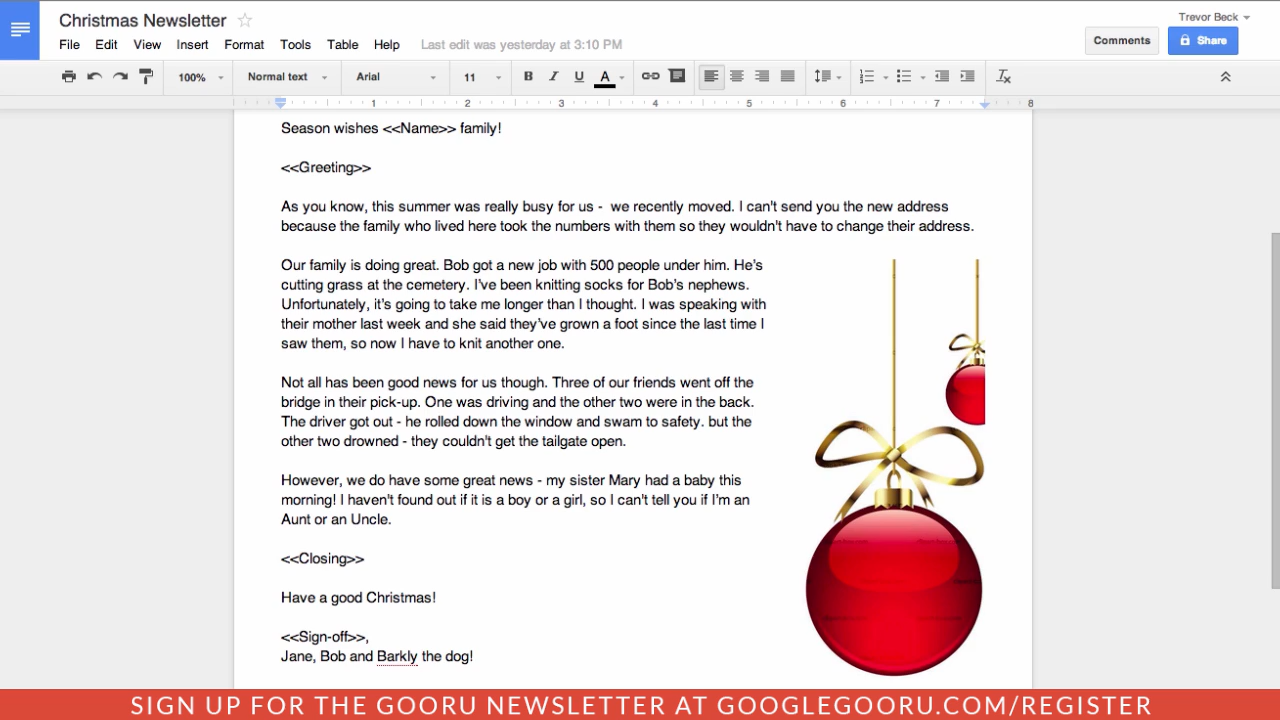 Christmas Newsletter
Trevor Beck
File Edit View Insert Format Tools Table Help Last edit was yesterday at 3:10 PM
Comments Share
100% Normal text Arial 11 B I U A
1 2 3 4 5 6 7 8
Season wishes <<Name>> family!
<<Greeting>>
As you know, this summer was really busy for us -  we recently moved. I can't send you the new address
because the family who lived here took the numbers with them so they wouldn't have to change their address.
Our family is doing great. Bob got a new job with 500 people under him. He's
cutting grass at the cemetery. I've been knitting socks for Bob's nephews.
Unfortunately, it's going to take me longer than I thought. I was speaking with
their mother last week and she said they've grown a foot since the last time I
saw them, so now I have to knit another one.
Not all has been good news for us though. Three of our friends went off the
bridge in their pick-up. One was driving and the other two were in the back.
The driver got out - he rolled down the window and swam to safety. but the
other two drowned - they couldn't get the tailgate open.
However, we do have some great news - my sister Mary had a baby this
morning! I haven't found out if it is a boy or a girl, so I can't tell you if I'm an
Aunt or an Uncle.
<<Closing>>
Have a good Christmas!
<<Sign-off>>,
Jane, Bob and Barkly the dog!
SIGN UP FOR THE GOORU NEWSLETTER AT GOOGLEGOORU.COM/REGISTER